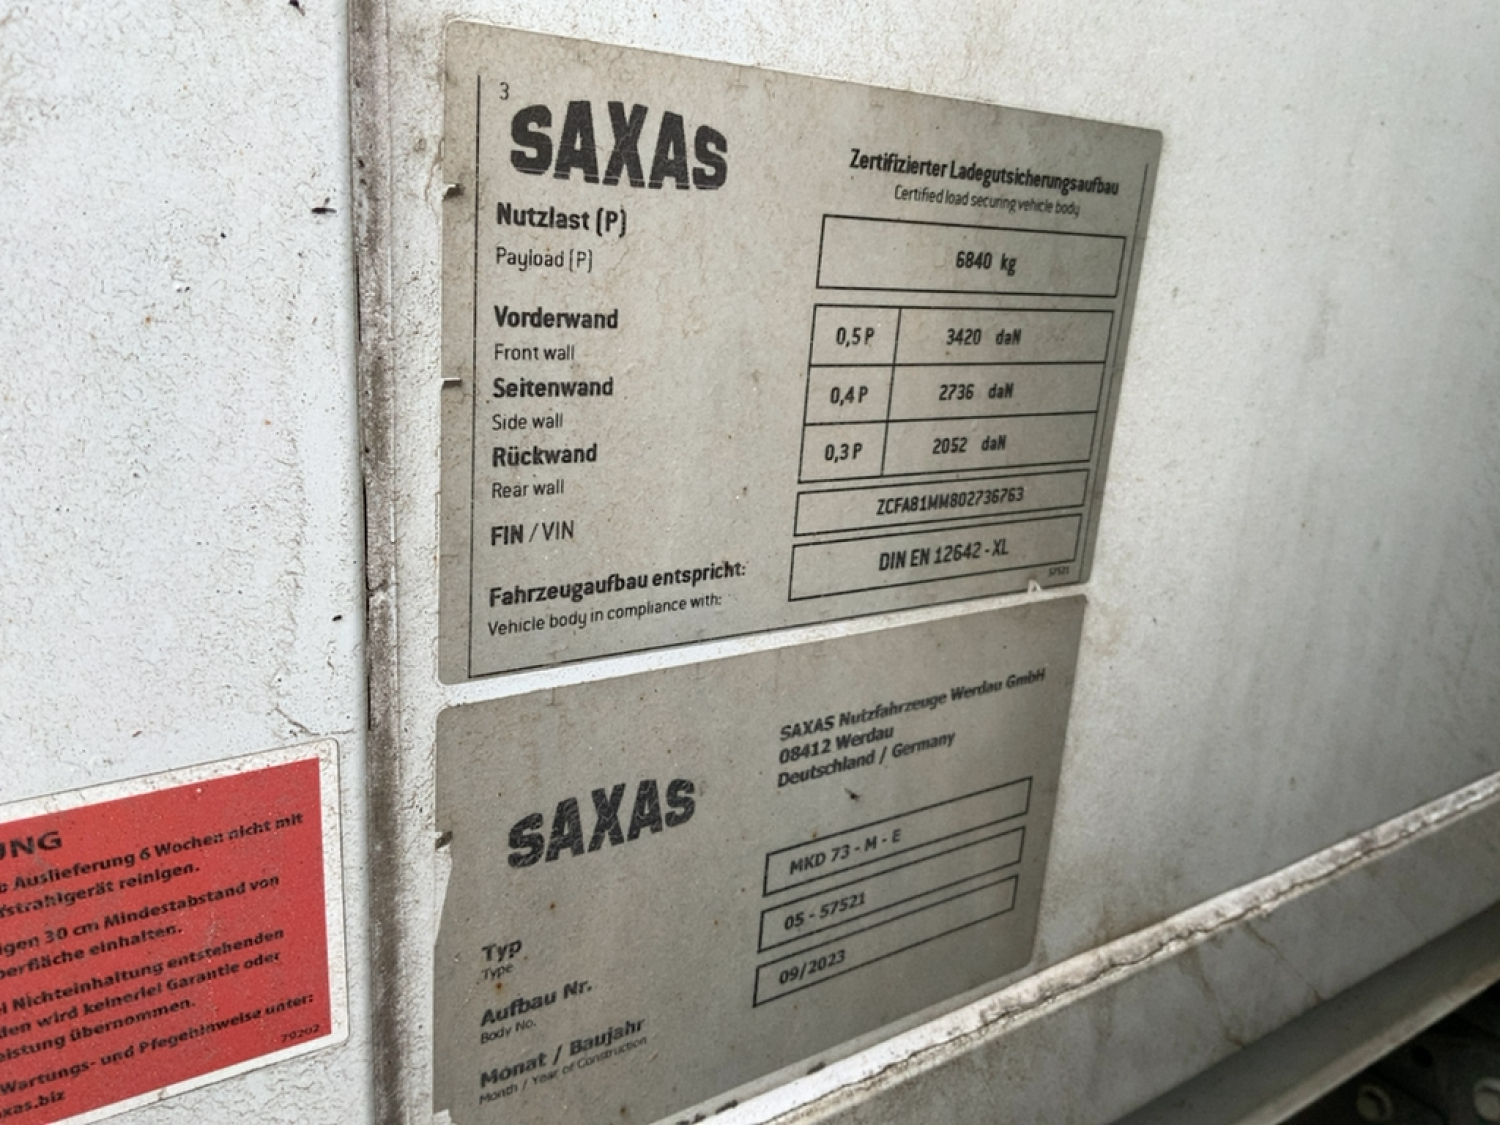 3
SAXAS
Zertifizierter Ladegutsicherungsaufbau
Certified load securing vehicle body
Nutzlast (P)
Payload (P)
6840 kg
Vorderwand
Front wall
0,5 P 3420 daN
Seitenwand
Side wall
0,4 P 2736 daN
Rückwand
Rear wall
0,3 P 2052 daN
FIN / VIN
ZCFA81MM802736763
Fahrzeugaufbau entspricht:
Vehicle body in compliance with:
DIN EN 12642 - XL
57521
SAXAS
SAXAS Nutzfahrzeuge Werdau GmbH
08412 Werdau
Deutschland / Germany
Typ
Type
MKD 73 - M - E
Aufbau Nr.
Body No.
05 - 57521
Monat / Baujahr
Month / Year of Construction
09/2023
UNG
Auslieferung 6 Wochen nicht mit
strahlgerät reinigen.
igen 30 cm Mindestabstand von
berfläche einhalten.
Nichteinhaltung entstehenden
den wird keinerlei Garantie oder
eistung übernommen.
Wartungs- und Pflegehinweise unter:
xas.biz
79202